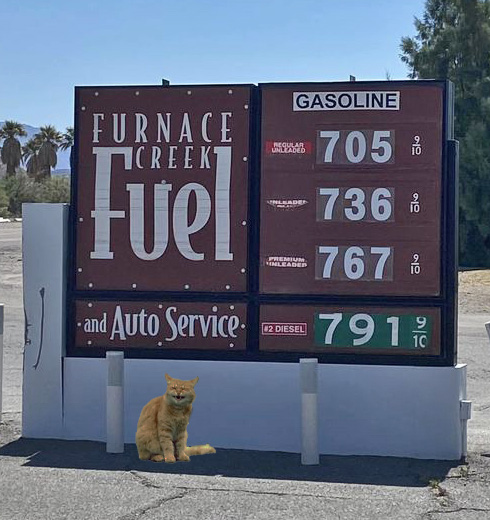 FURNACE
CREEK
FUEL
and Auto Service
GASOLINE
REGULAR
UNLEADED
705 9/10
UNLEADED
736 9/10
PREMIUM
UNLEADED
767 9/10
#2 DIESEL
791 9/10